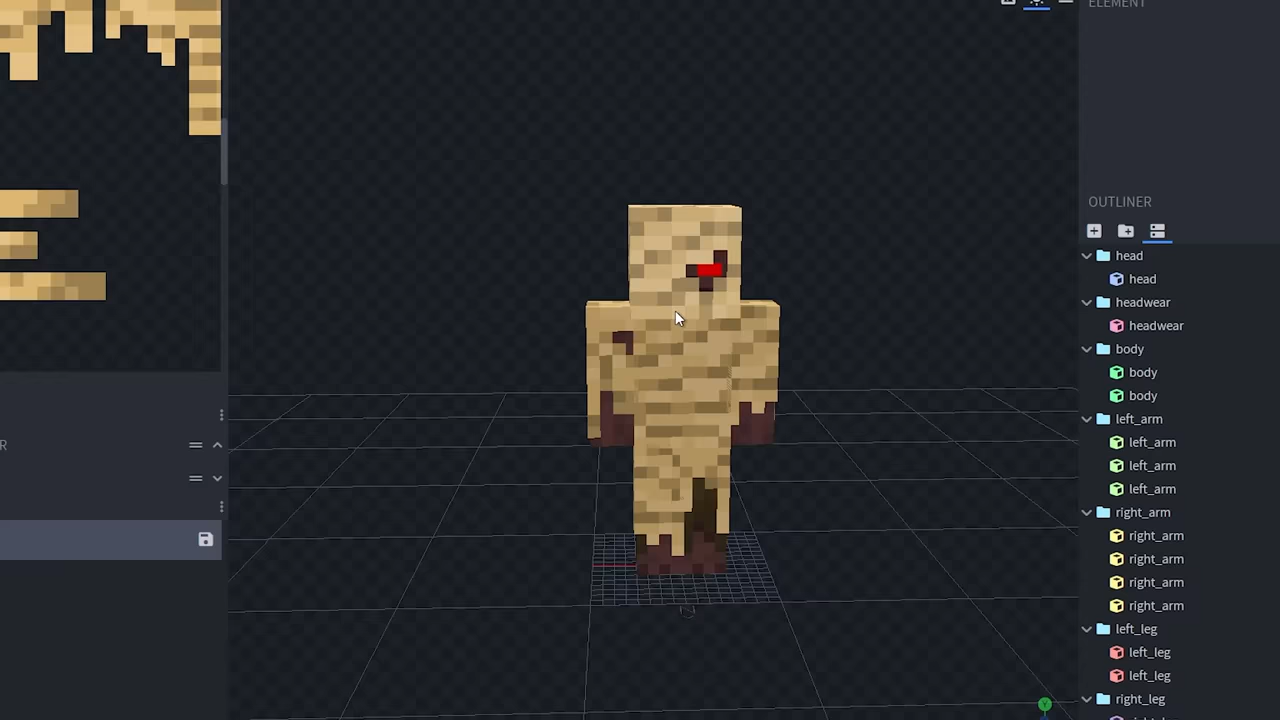 ELEMENT
OUTLINER
head
head
headwear
headwear
body
body
body
left_arm
left_arm
left_arm
left_arm
right_arm
right_arm
right_arm
right_arm
right_arm
left_leg
left_leg
left_leg
right_leg
R
Y